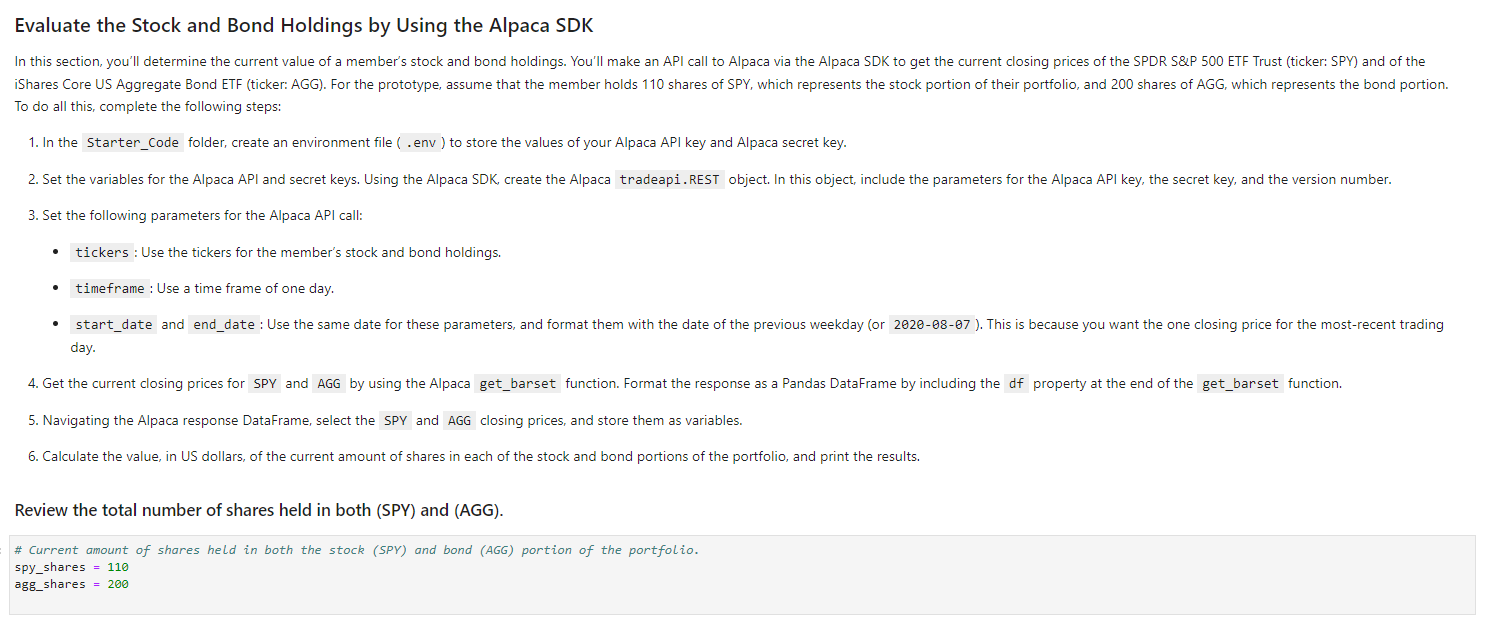 Evaluate the Stock and Bond Holdings by Using the Alpaca SDK
In this section, you’ll determine the current value of a member’s stock and bond holdings. You’ll make an API call to Alpaca via the Alpaca SDK to get the current closing prices of the SPDR S&P 500 ETF Trust (ticker: SPY) and of the
iShares Core US Aggregate Bond ETF (ticker: AGG). For the prototype, assume that the member holds 110 shares of SPY, which represents the stock portion of their portfolio, and 200 shares of AGG, which represents the bond portion.
To do all this, complete the following steps:
1. In the Starter_Code folder, create an environment file ( .env ) to store the values of your Alpaca API key and Alpaca secret key.
2. Set the variables for the Alpaca API and secret keys. Using the Alpaca SDK, create the Alpaca tradeapi.REST object. In this object, include the parameters for the Alpaca API key, the secret key, and the version number.
3. Set the following parameters for the Alpaca API call:
• tickers : Use the tickers for the member’s stock and bond holdings.
• timeframe : Use a time frame of one day.
• start_date and end_date : Use the same date for these parameters, and format them with the date of the previous weekday (or 2020-08-07 ). This is because you want the one closing price for the most-recent trading
day.
4. Get the current closing prices for SPY and AGG by using the Alpaca get_barset function. Format the response as a Pandas DataFrame by including the df property at the end of the get_barset function.
5. Navigating the Alpaca response DataFrame, select the SPY and AGG closing prices, and store them as variables.
6. Calculate the value, in US dollars, of the current amount of shares in each of the stock and bond portions of the portfolio, and print the results.
Review the total number of shares held in both (SPY) and (AGG).
# Current amount of shares held in both the stock (SPY) and bond (AGG) portion of the portfolio.
spy_shares = 110
agg_shares = 200